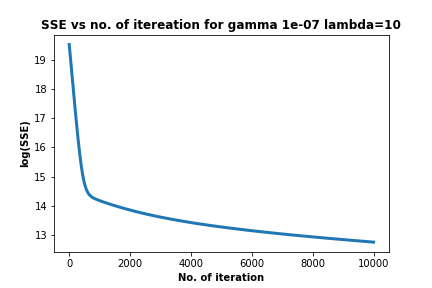 SSE vs no. of itereation for gamma 1e-07 lambda=10
log(SSE)
19
18
17
16
15
14
13
0 2000 4000 6000 8000 10000
No. of iteration